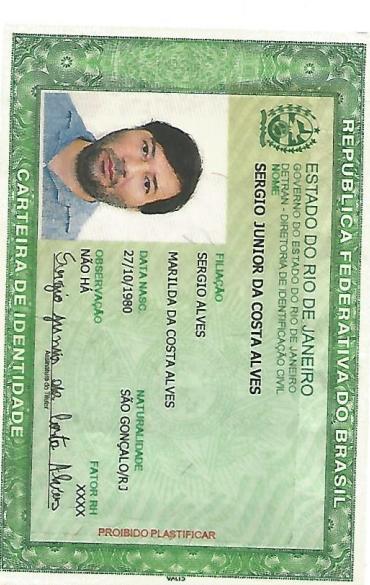 REPÚBLICA FEDERATIVA DO BRASIL
ESTADO DO RIO DE JANEIRO
GOVERNO DO ESTADO DO RIO DE JANEIRO
DETRAN - DIRETORIA DE IDENTIFICAÇÃO CIVIL
NOME
SERGIO JUNIOR DA COSTA ALVES
FILIAÇÃO
SERGIO ALVES
MARILDA DA COSTA ALVES
DATA NASC.
NATURALIDADE
27/10/1980
SÃO GONÇALO/RJ
OBSERVAÇÃO
FATOR RH
NÃO HÁ
XXXX
Sergio Junior da Costa Alves
Assinatura do Titular
CARTEIRA DE IDENTIDADE
PROIBIDO PLASTIFICAR